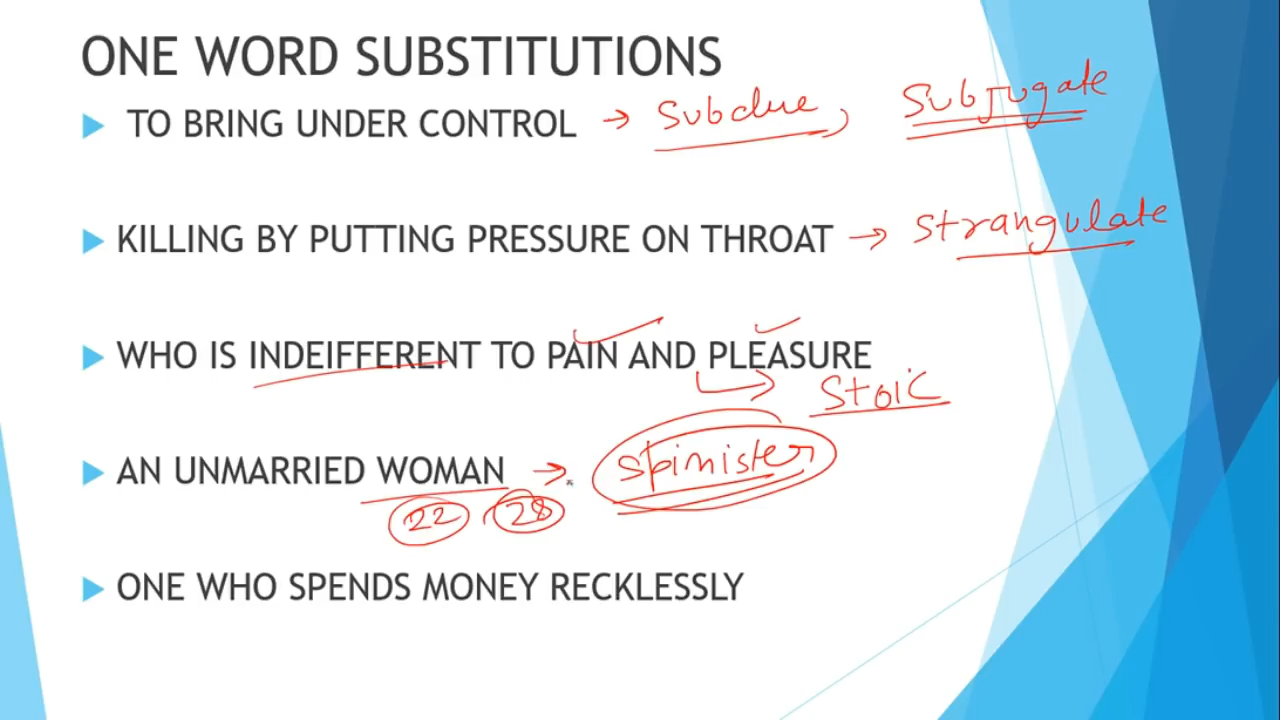 ONE WORD SUBSTITUTIONS
TO BRING UNDER CONTROL → Subdue, Subjugate
KILLING BY PUTTING PRESSURE ON THROAT → Strangulate
WHO IS INDEIFFERENT TO PAIN AND PLEASURE
Stoic
AN UNMARRIED WOMAN → Spinister
22, 28
ONE WHO SPENDS MONEY RECKLESSLY